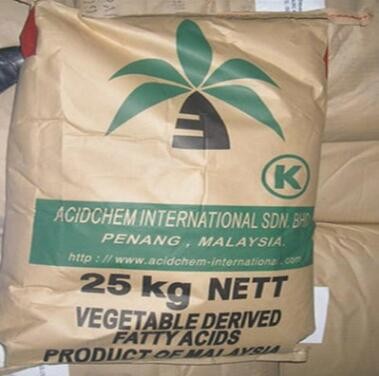 K
ACIDCHEM INTERNATIONAL SDN. BHD
PENANG , MALAYSIA.
http : // www.acidchem-international.com
25 kg NETT
VEGETABLE DERIVED
FATTY ACIDS
PRODUCT OF MALAYSIA